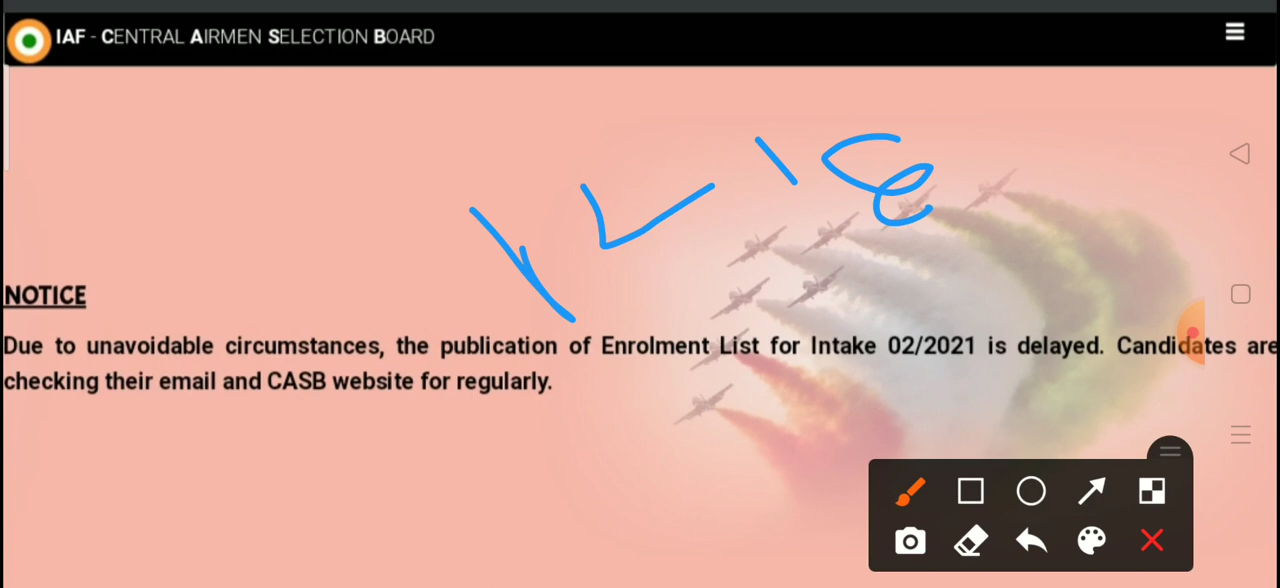 IAF - CENTRAL AIRMEN SELECTION BOARD
NOTICE
Due to unavoidable circumstances, the publication of Enrolment List for Intake 02/2021 is delayed. Candidates are
checking their email and CASB website for regularly.